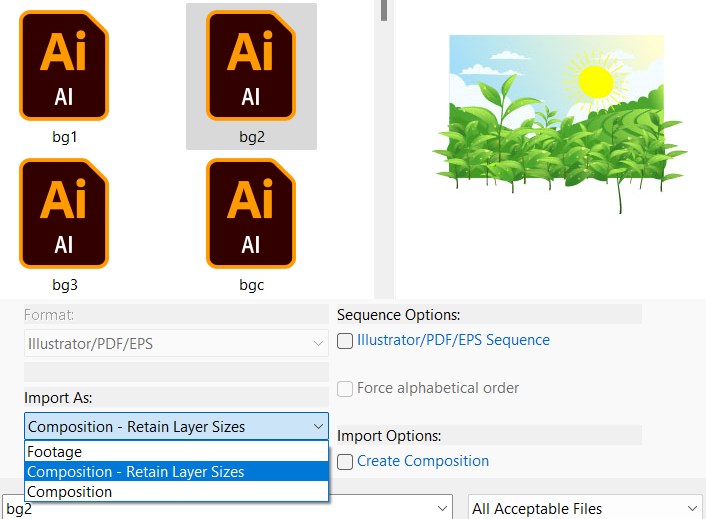 Ai
AI
bg1
Ai
AI
bg2
Ai
AI
bg3
Ai
AI
bgc
Format:
Illustrator/PDF/EPS
Import As:
Composition - Retain Layer Sizes
Footage
Composition - Retain Layer Sizes
Composition
Sequence Options:
Illustrator/PDF/EPS Sequence
Force alphabetical order
Import Options:
Create Composition
bg2
All Acceptable Files